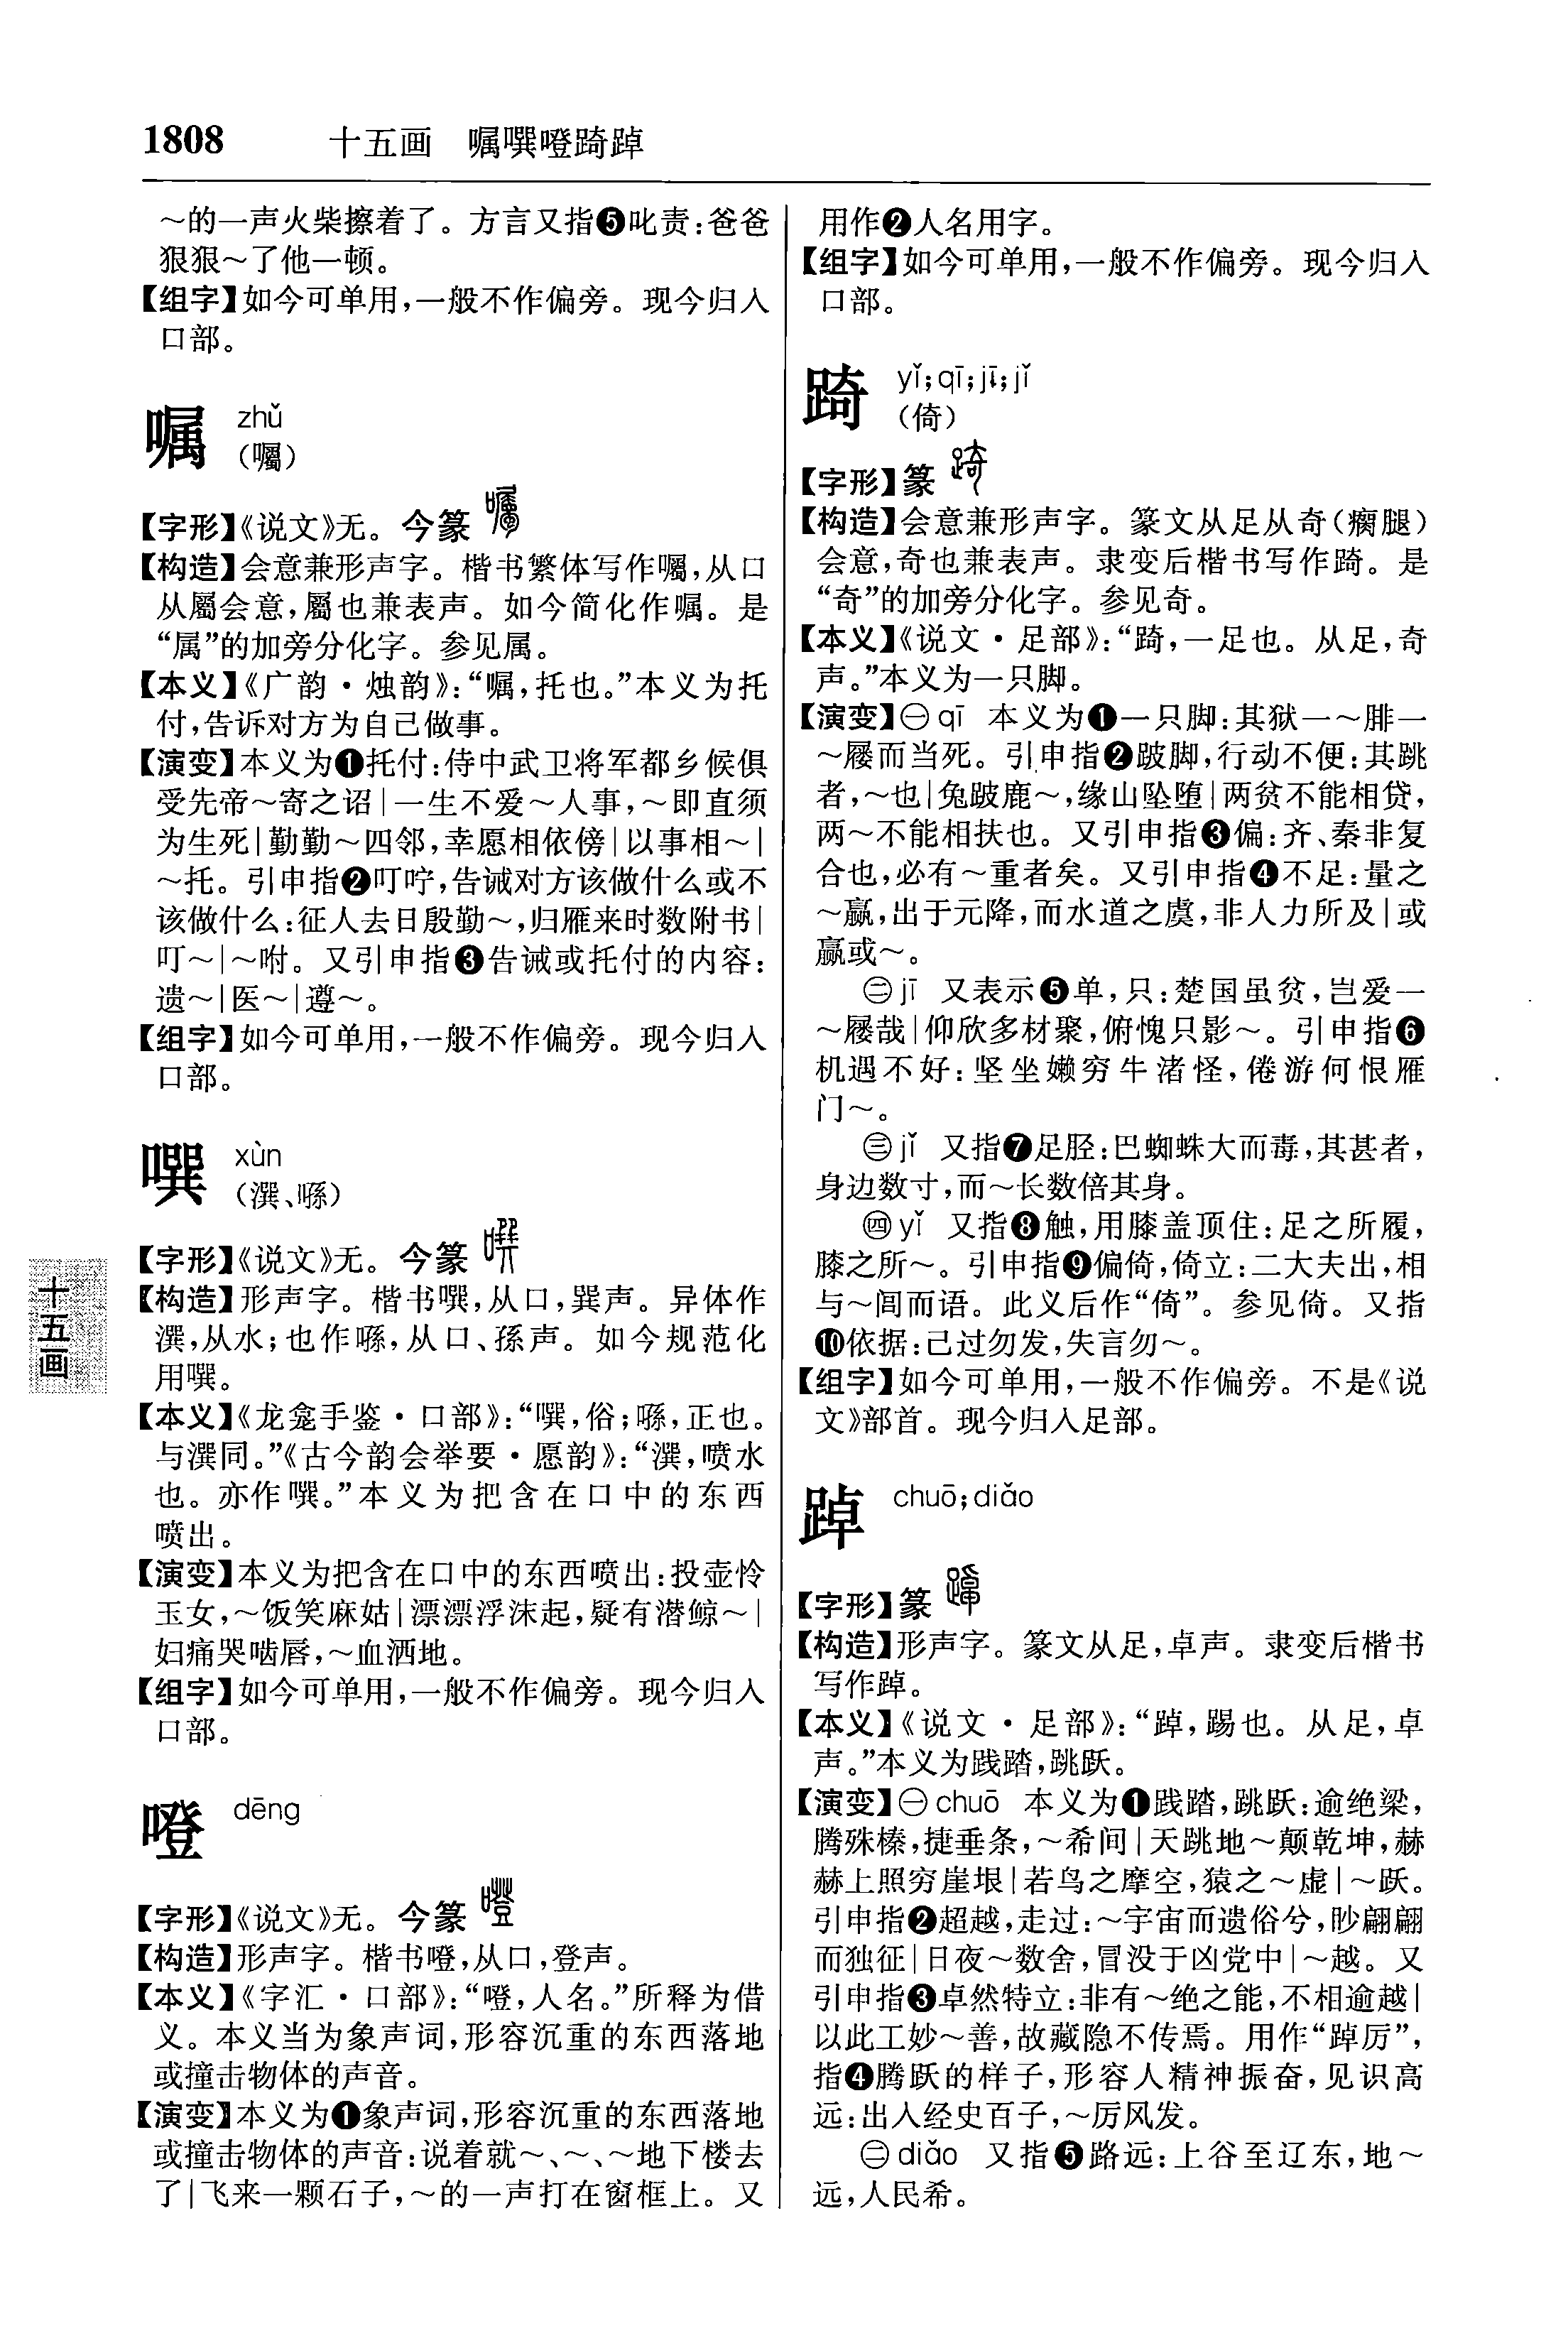 1808 十五画 嘱噀噔踦踔
～的一声火柴擦着了。方言又指❺叱责：爸爸
狠狠～了他一顿。
【组字】如今可单用，一般不作偏旁。现今归入
口部。
嘱 zhǔ
（囑）
【字形】《说文》无。今篆
【构造】会意兼形声字。楷书繁体写作囑，从口
从屬会意，屬也兼表声。如今简化作嘱。是
“属”的加旁分化字。参见属。
【本义】《广韵·烛韵》：“嘱，托也。”本义为托
付，告诉对方为自己做事。
【演变】本义为❶托付：侍中武卫将军都乡候俱
受先帝～寄之诏|一生不爱～人事，～即直须
为生死|勤勤～四邻，幸愿相依傍|以事相～|
～托。引申指❷叮咛，告诫对方该做什么或不
该做什么：征人去日殷勤～，归雁来时数附书|
叮～|～咐。又引申指❸告诫或托付的内容：
遗～|医～|遵～。
【组字】如今可单用，一般不作偏旁。现今归入
口部。
噀 xùn
（潠、㗔）
【字形】《说文》无。今篆
【构造】形声字。楷书噀，从口，巽声。异体作
潠，从水；也作㗔，从口、孫声。如今规范化
用噀。
【本义】《龙龛手鉴·口部》：“噀，俗；㗔，正也。
与潠同。”《古今韵会举要·愿韵》：“潠，喷水
也。亦作噀。”本义为把含在口中的东西
喷出。
【演变】本义为把含在口中的东西喷出：投壶怜
玉女，～饭笑麻姑|漂漂浮沫起，疑有潜鲸～|
妇痛哭啮唇，～血洒地。
【组字】如今可单用，一般不作偏旁。现今归入
口部。
噔 dēng
【字形】《说文》无。今篆
【构造】形声字。楷书噔，从口，登声。
【本义】《字汇·口部》：“噔，人名。”所释为借
义。本义当为象声词，形容沉重的东西落地
或撞击物体的声音。
【演变】本义为❶象声词，形容沉重的东西落地
或撞击物体的声音：说着就～、～、～地下楼去
了|飞来一颗石子，～的一声打在窗框上。又
用作❷人名用字。
【组字】如今可单用，一般不作偏旁。现今归入
口部。
踦 yǐ；qī；jī；jǐ
（倚）
【字形】篆
【构造】会意兼形声字。篆文从足从奇（瘸腿）
会意，奇也兼表声。隶变后楷书写作踦。是
“奇”的加旁分化字。参见奇。
【本义】《说文·足部》：“踦，一足也。从足，奇
声。”本义为一只脚。
【演变】㊀qī 本义为❶一只脚：其狱一～腓一
～屦而当死。引申指❷跛脚，行动不便：其跳
者，～也|兔跛鹿～，缘山坠堕|两贫不能相贷，
两～不能相扶也。又引申指❸偏：齐、秦非复
合也，必有～重者矣。又引申指❹不足：量之
～赢，出于元降，而水道之虞，非人力所及|或
赢或～。
㊁jī 又表示❺单，只：楚国虽贫，岂爱一
～屦哉|仰欣多材聚，俯愧只影～。引申指❻
机遇不好：坚坐嬾穷牛渚怪，倦游何恨雁
门～。
㊂jǐ 又指❼足胫：巴蜘蛛大而毒，其甚者，
身边数寸，而～长数倍其身。
㊃yǐ 又指❽触，用膝盖顶住：足之所履，
膝之所～。引申指❾偏倚，倚立：二大夫出，相
与～闾而语。此义后作“倚”。参见倚。又指
❿依据：己过勿发，失言勿～。
【组字】如今可单用，一般不作偏旁。不是《说
文》部首。现今归入足部。
踔 chuō；diǎo
【字形】篆
【构造】形声字。篆文从足，卓声。隶变后楷书
写作踔。
【本义】《说文·足部》：“踔，踢也。从足，卓
声。”本义为践踏，跳跃。
【演变】㊀chuō 本义为❶践踏，跳跃：逾绝梁，
腾殊榛，捷垂条，～希间|天跳地～颠乾坤，赫
赫上照穷崖垠|若鸟之摩空，猿之～虚|～跃。
引申指❷超越，走过：～宇宙而遗俗兮，眇翩翩
而独征|日夜～数舍，冒没于凶党中|～越。又
引申指❸卓然特立：非有～绝之能，不相逾越|
以此工妙～善，故藏隐不传焉。用作“踔厉”，
指❹腾跃的样子，形容人精神振奋，见识高
远：出入经史百子，～厉风发。
㊁diǎo 又指❺路远：上谷至辽东，地～
远，人民希。
十五画